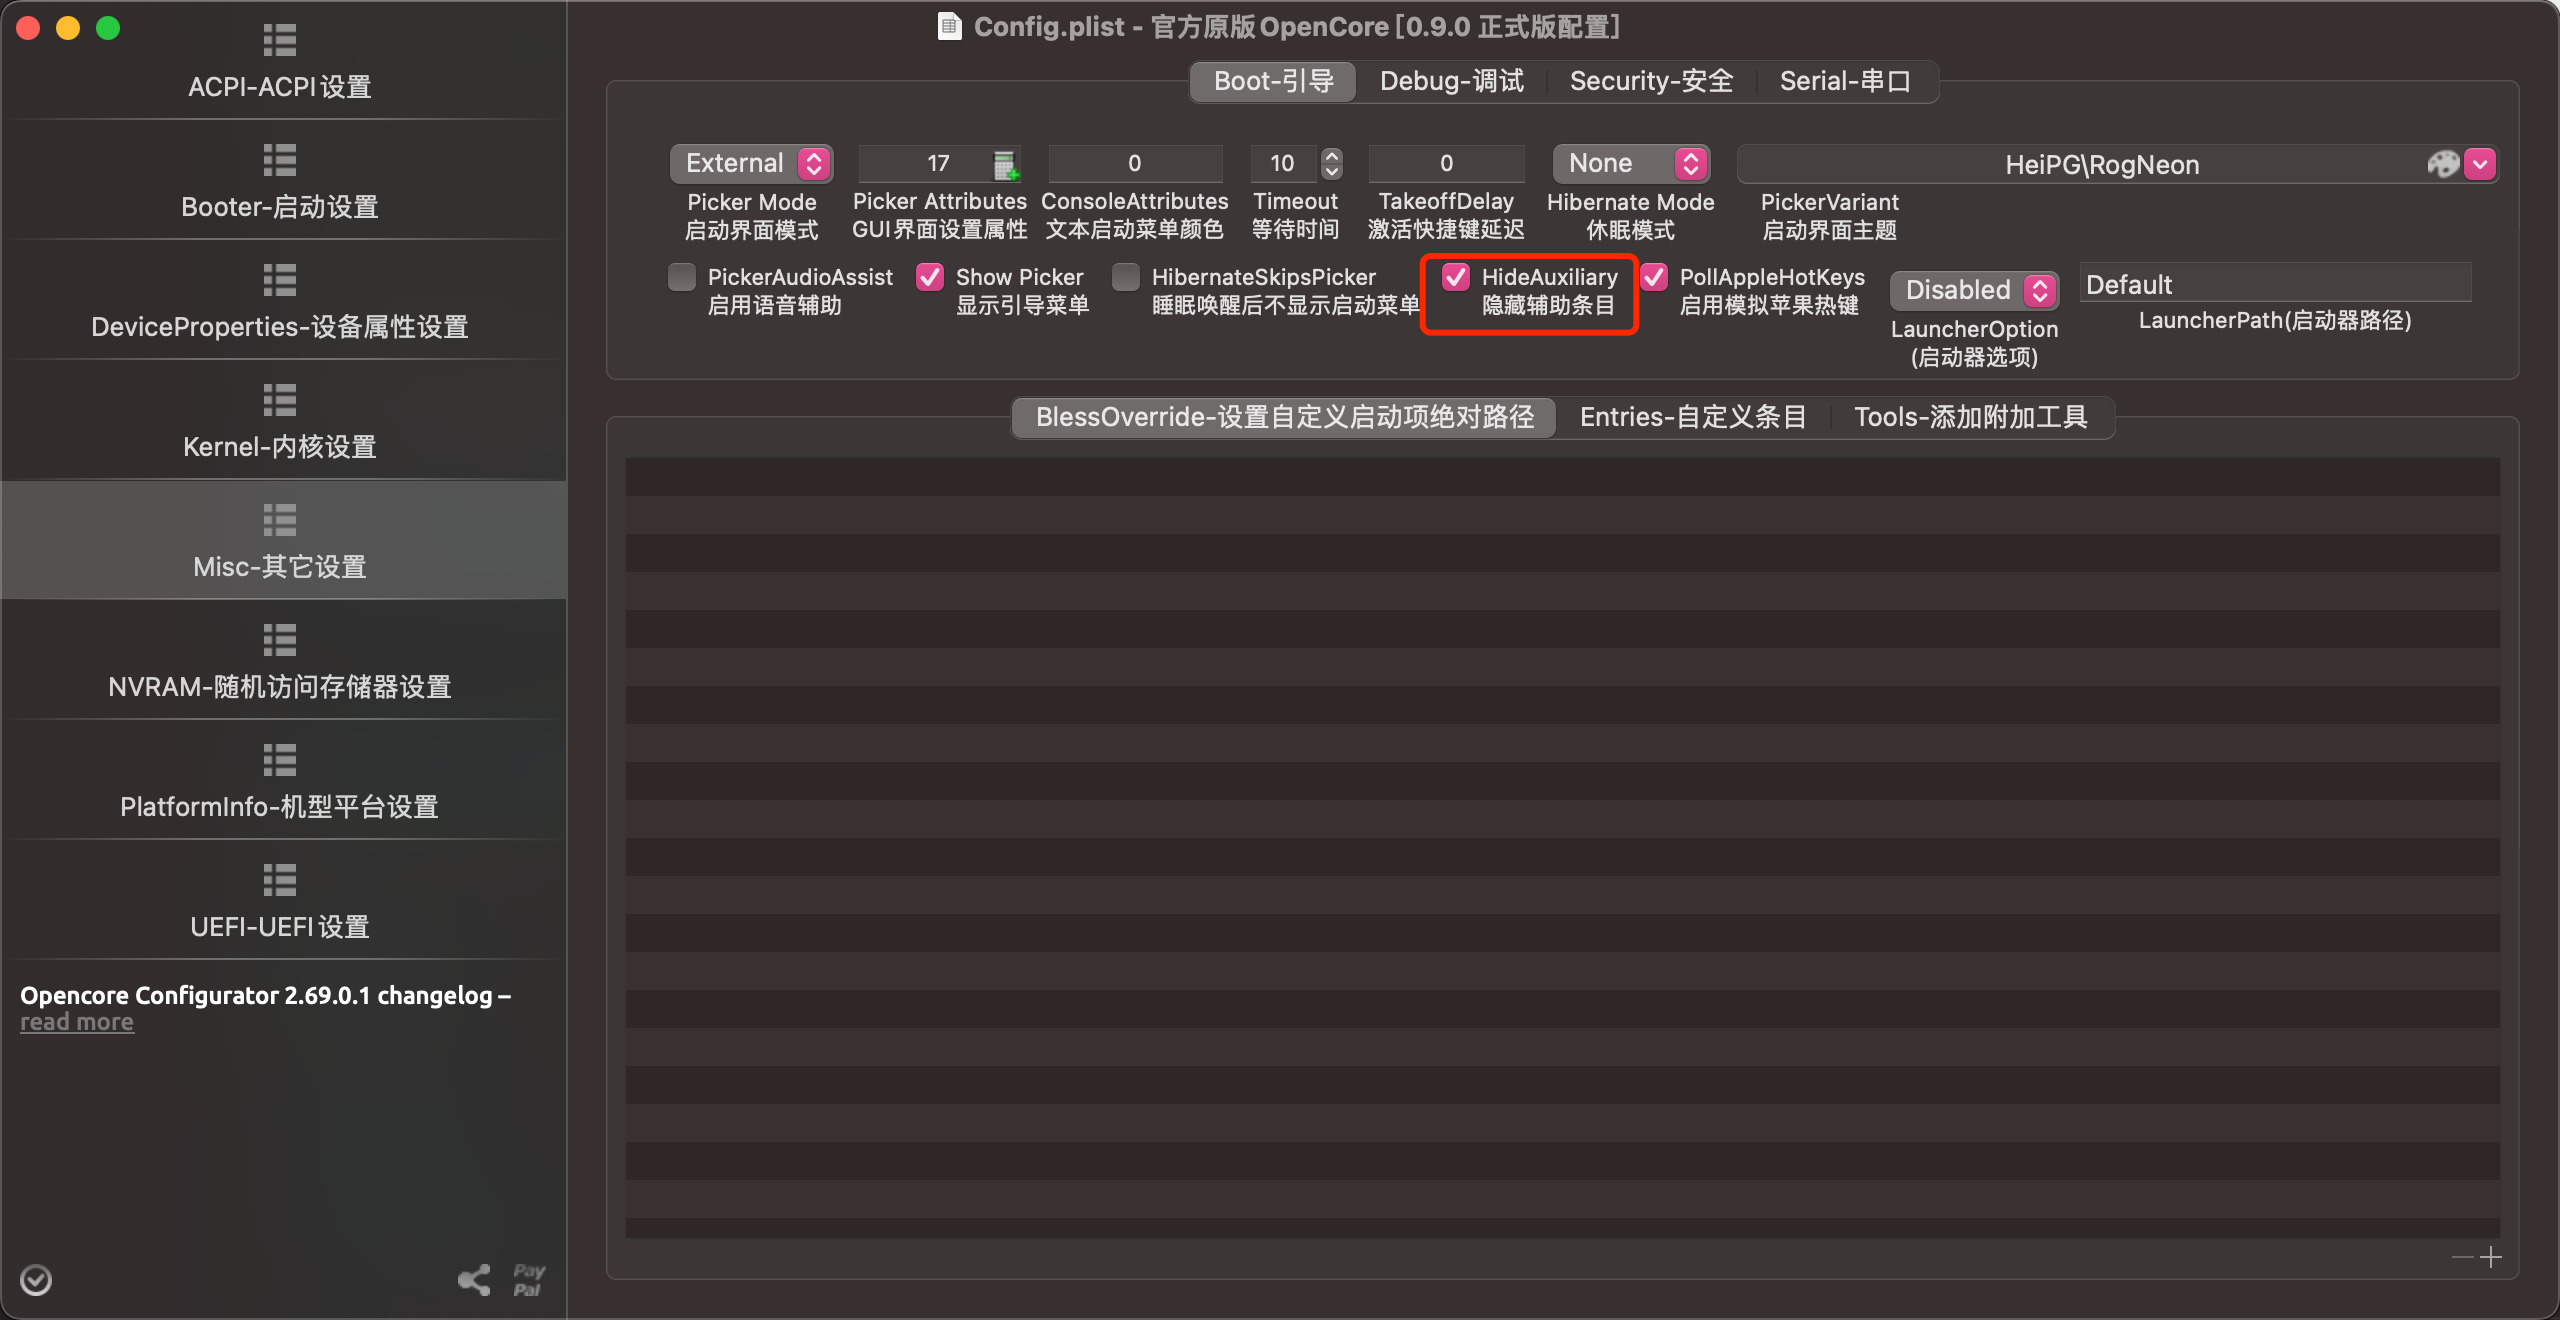 Config.plist - 官方原版OpenCore [0.9.0 正式版配置]
ACPI-ACPI设置
Booter-启动设置
DeviceProperties-设备属性设置
Kernel-内核设置
Misc-其它设置
NVRAM-随机访问存储器设置
PlatformInfo-机型平台设置
UEFI-UEFI设置
Opencore Configurator 2.69.0.1 changelog –
read more
Pay
Pal
Boot-引导 Debug-调试 Security-安全 Serial-串口
External 17 0 10 0 None HeiPG\RogNeon
Picker Mode Picker Attributes ConsoleAttributes Timeout TakeoffDelay Hibernate Mode PickerVariant
启动界面模式 GUI界面设置属性 文本启动菜单颜色 等待时间 激活快捷键延迟 休眠模式 启动界面主题
PickerAudioAssist Show Picker HibernateSkipsPicker HideAuxiliary PollAppleHotKeys Disabled Default
启用语音辅助 显示引导菜单 睡眠唤醒后不显示启动菜单 隐藏辅助条目 启用模拟苹果热键
LauncherOption LauncherPath(启动器路径)
(启动器选项)
BlessOverride-设置自定义启动项绝对路径 Entries-自定义条目 Tools-添加附加工具